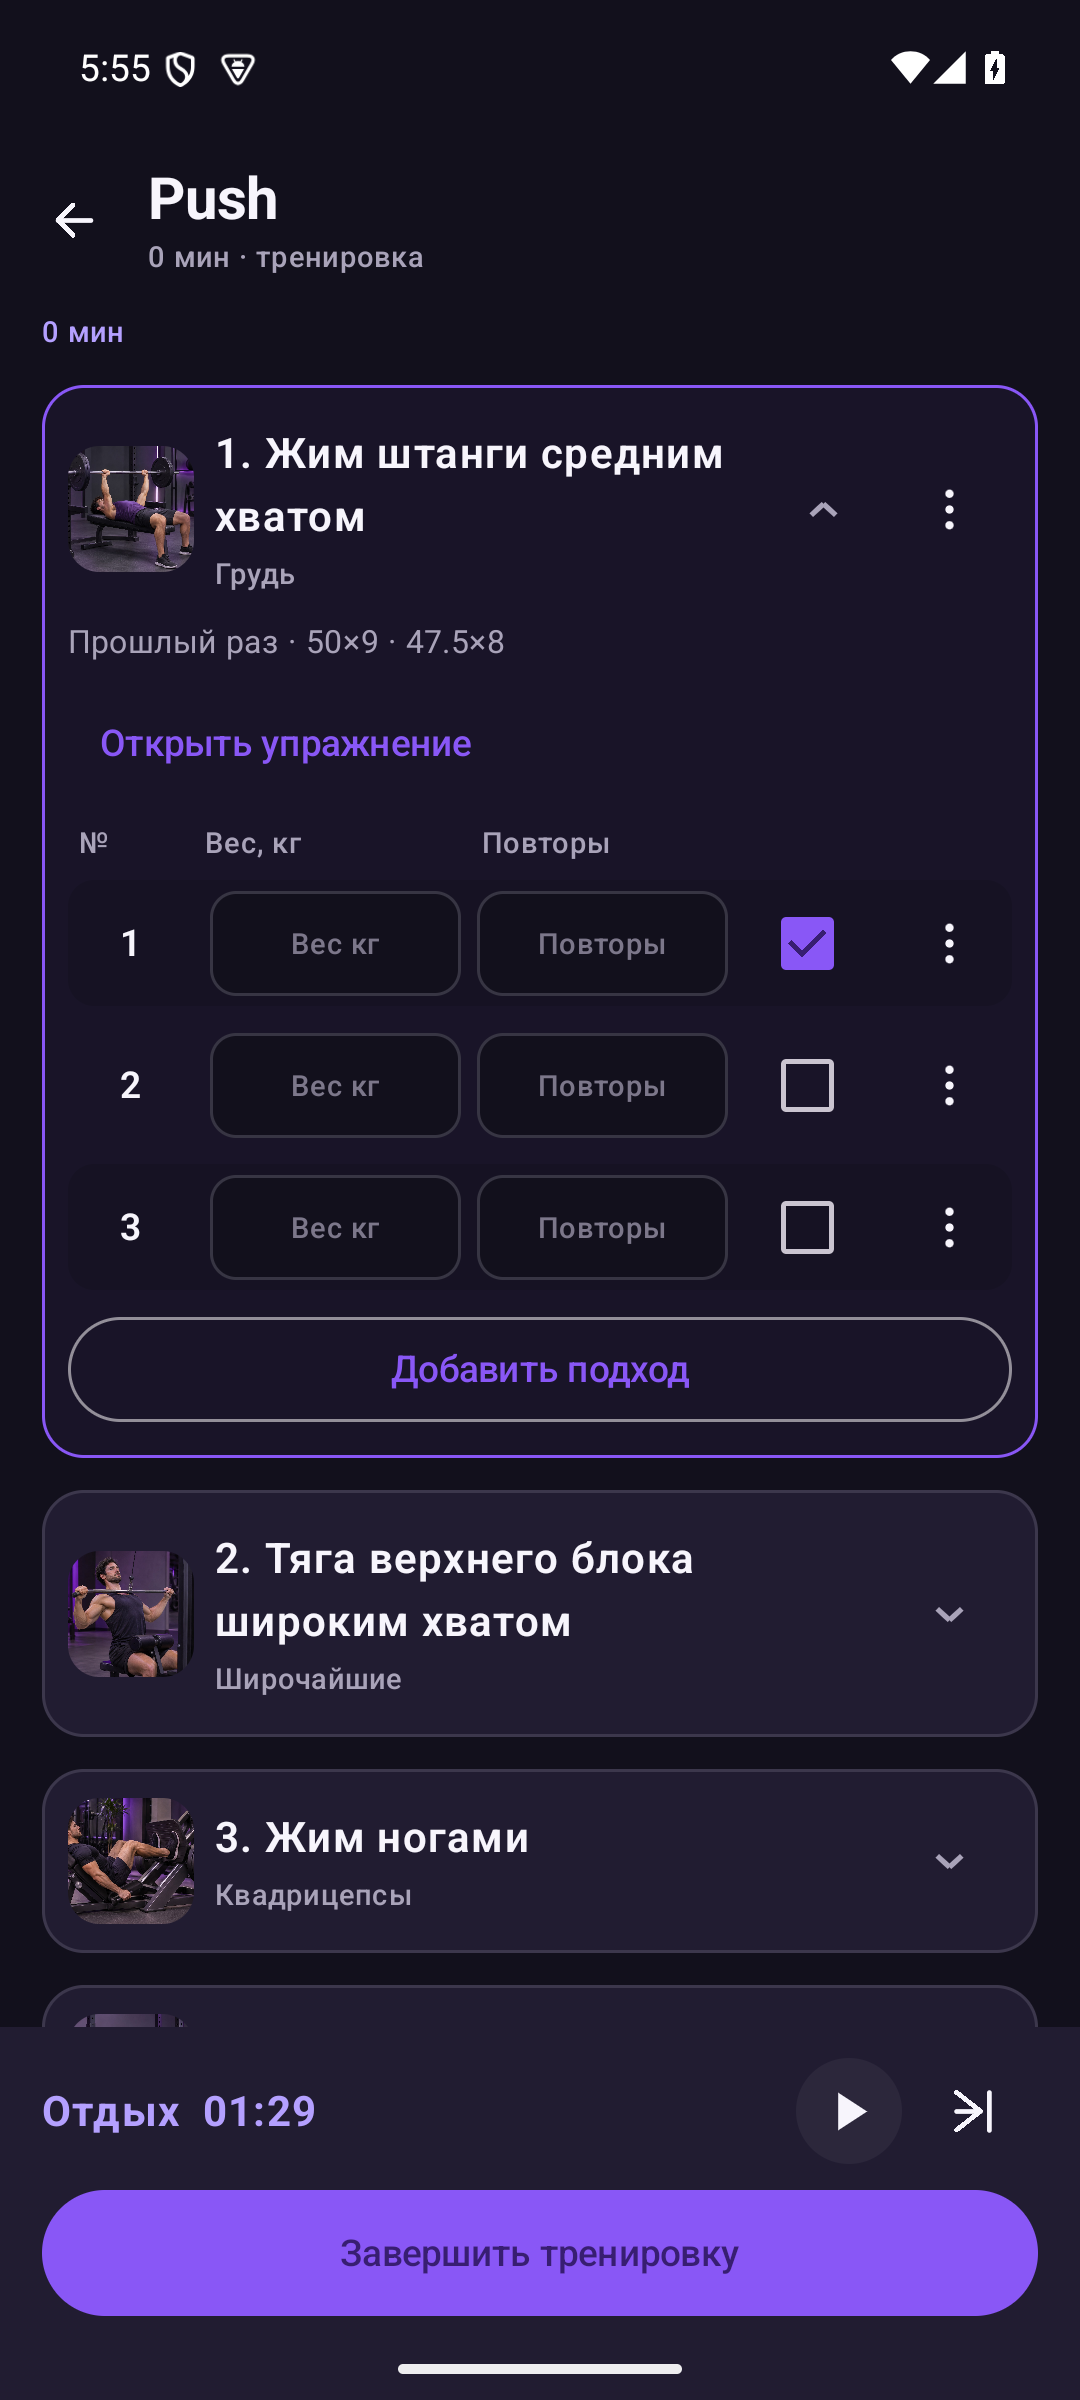 5:55
Push
0 мин · тренировка
0 мин
1. Жим штанги средним
хватом
Грудь
Прошлый раз · 50×9 · 47.5×8
Открыть упражнение
№ Вес, кг Повторы
1 Вес кг Повторы
2 Вес кг Повторы
3 Вес кг Повторы
Добавить подход
2. Тяга верхнего блока
широким хватом
Широчайшие
3. Жим ногами
Квадрицепсы
Отдых 01:29
Завершить тренировку